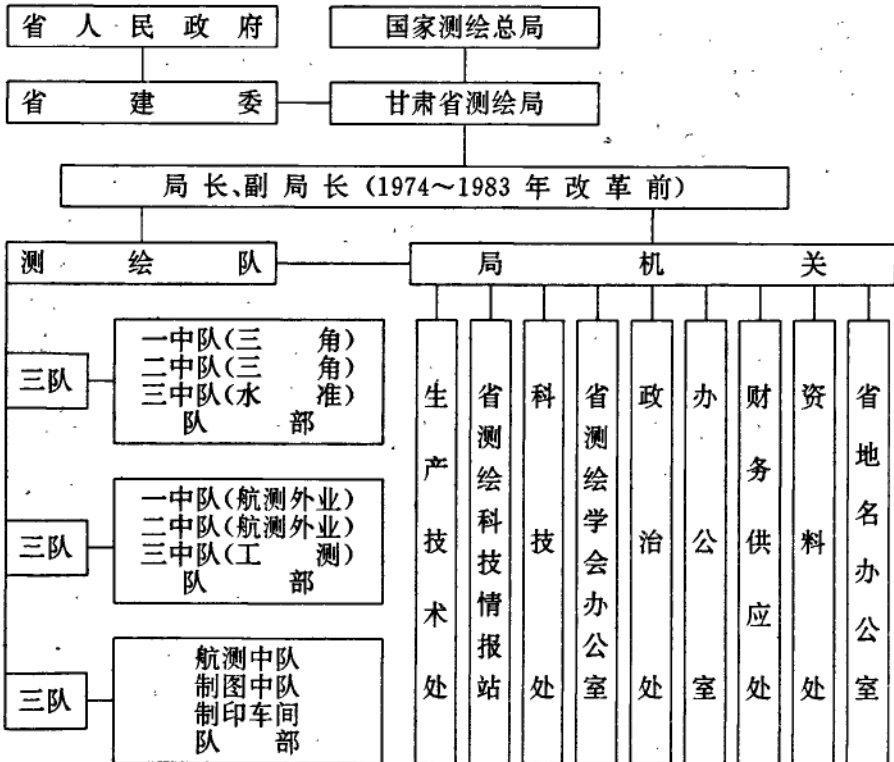 省人民政府
国家测绘总局
省建委
甘肃省测绘局
局长、副局长（1974～1983年改革前）
测绘队
局机关
三队
一中队（三角）
二中队（三角）
三中队（水准）
队部
三队
一中队（航测外业）
二中队（航测外业）
三中队（工测）
队部
三队
航测中队
制图中队
制印车间
队部
生产技术处
省测绘科技情报站
科技处
省测绘学会办公室
政治处
办公室
财务供应处
资料处
省地名办公室